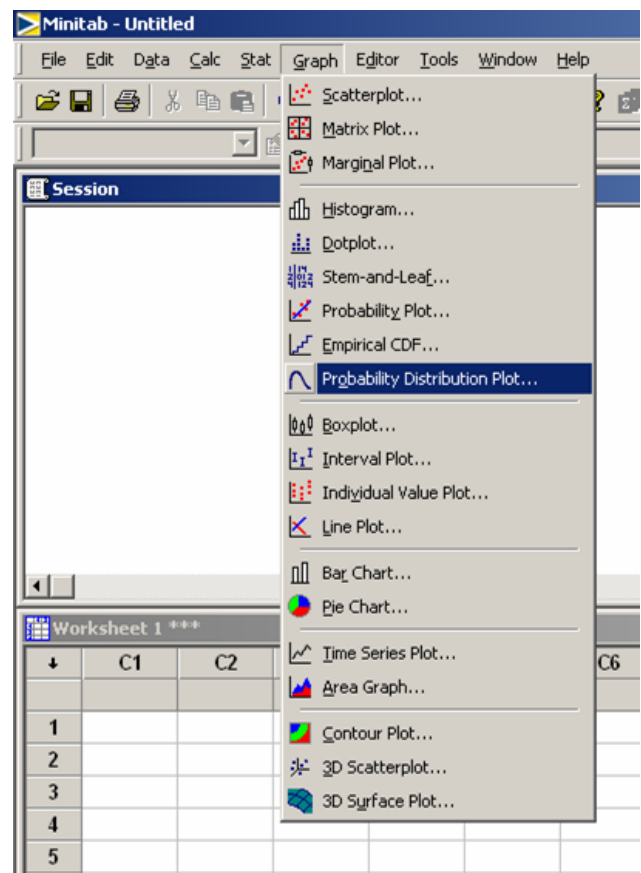 Minitab - Untitled
File Edit Data Calc Stat Graph Editor Tools Window Help
Scatterplot...
Matrix Plot...
Marginal Plot...
Session
Histogram...
Dotplot...
Stem-and-Leaf...
Probability Plot...
Empirical CDF...
Probability Distribution Plot...
Boxplot...
Interval Plot...
Individual Value Plot...
Line Plot...
Bar Chart...
Pie Chart...
Worksheet 1 ***
Time Series Plot...
C1 C2 C6
Area Graph...
1
Contour Plot...
2
3D Scatterplot...
3
3D Surface Plot...
4
5